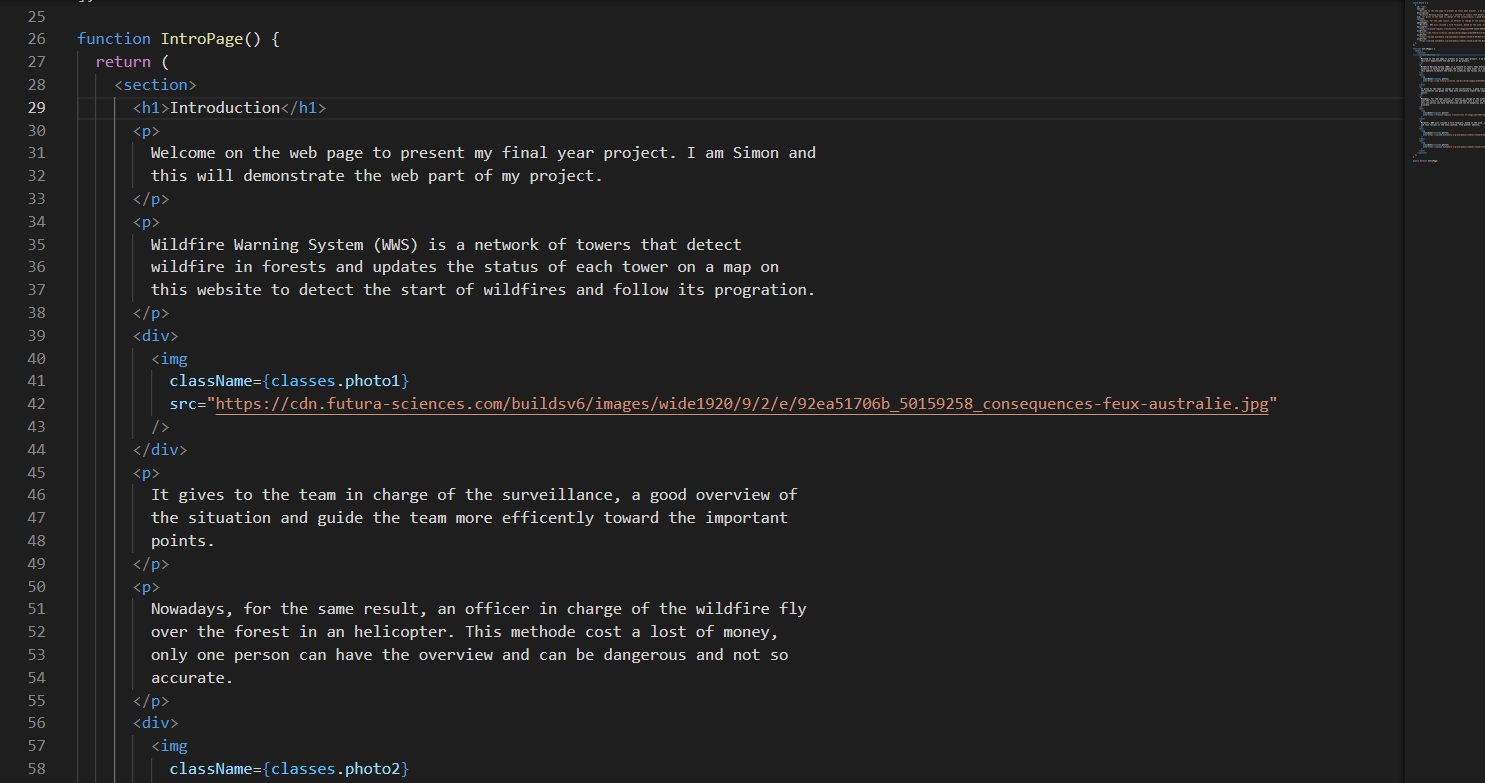 25
26 function IntroPage() {
27 return (
28 <section>
29 <h1>Introduction</h1>
30 <p>
31 Welcome on the web page to present my final year project. I am Simon and
32 this will demonstrate the web part of my project.
33 </p>
34 <p>
35 Wildfire Warning System (WWS) is a network of towers that detect
36 wildfire in forests and updates the status of each tower on a map on
37 this website to detect the start of wildfires and follow its progration.
38 </p>
39 <div>
40 <img
41 className={classes.photo1}
42 src="https://cdn.futura-sciences.com/buildsv6/images/wide1920/9/2/e/92ea51706b_50159258_consequences-feux-australie.jpg"
43 />
44 </div>
45 <p>
46 It gives to the team in charge of the surveillance, a good overview of
47 the situation and guide the team more efficently toward the important
48 points.
49 </p>
50 <p>
51 Nowadays, for the same result, an officer in charge of the wildfire fly
52 over the forest in an helicopter. This methode cost a lost of money,
53 only one person can have the overview and can be dangerous and not so
54 accurate.
55 </p>
56 <div>
57 <img
58 className={classes.photo2}